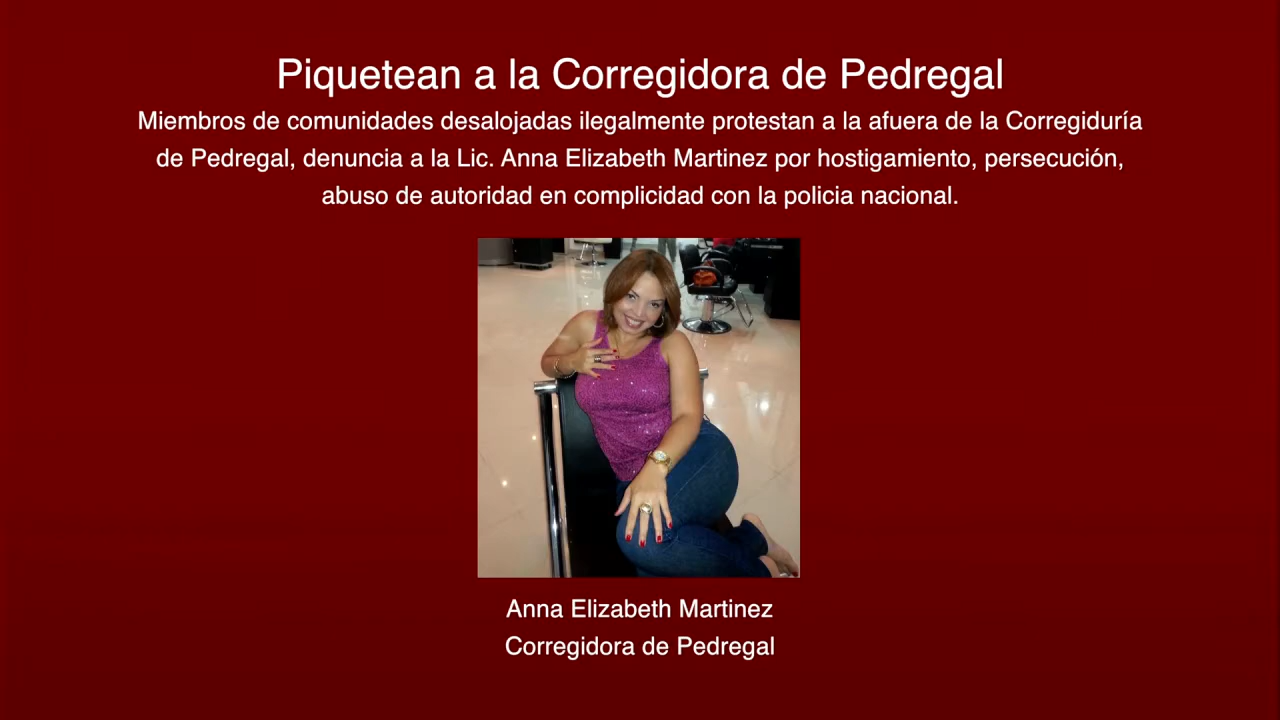 Piquetean a la Corregidora de Pedregal
Miembros de comunidades desalojadas ilegalmente protestan a la afuera de la Corregiduría
de Pedregal, denuncia a la Lic. Anna Elizabeth Martinez por hostigamiento, persecución,
abuso de autoridad en complicidad con la policia nacional.
Anna Elizabeth Martinez
Corregidora de Pedregal